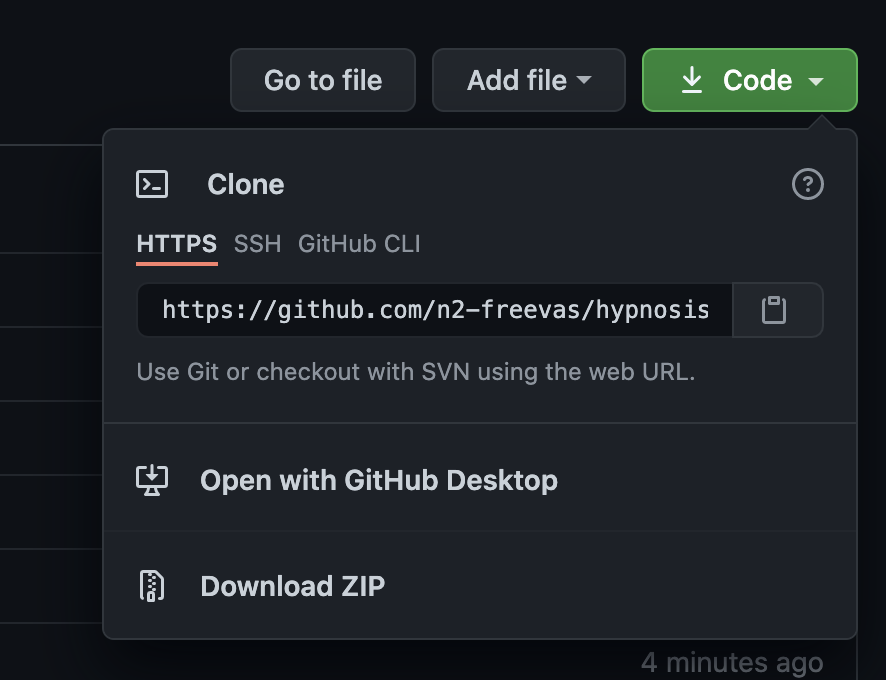 Go to file Add file Code
Clone
HTTPS SSH GitHub CLI
https://github.com/n2-freevas/hypnosis
Use Git or checkout with SVN using the web URL.
Open with GitHub Desktop
Download ZIP
4 minutes ago